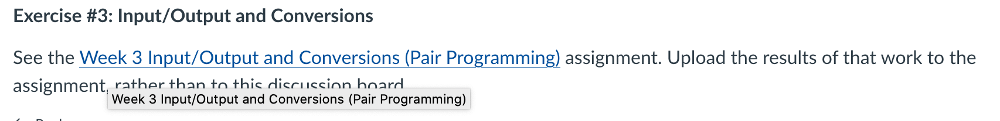 Exercise #3: Input/Output and Conversions
See the Week 3 Input/Output and Conversions (Pair Programming) assignment. Upload the results of that work to the
assignment, rather than to this discussion board
Week 3 Input/Output and Conversions (Pair Programming)